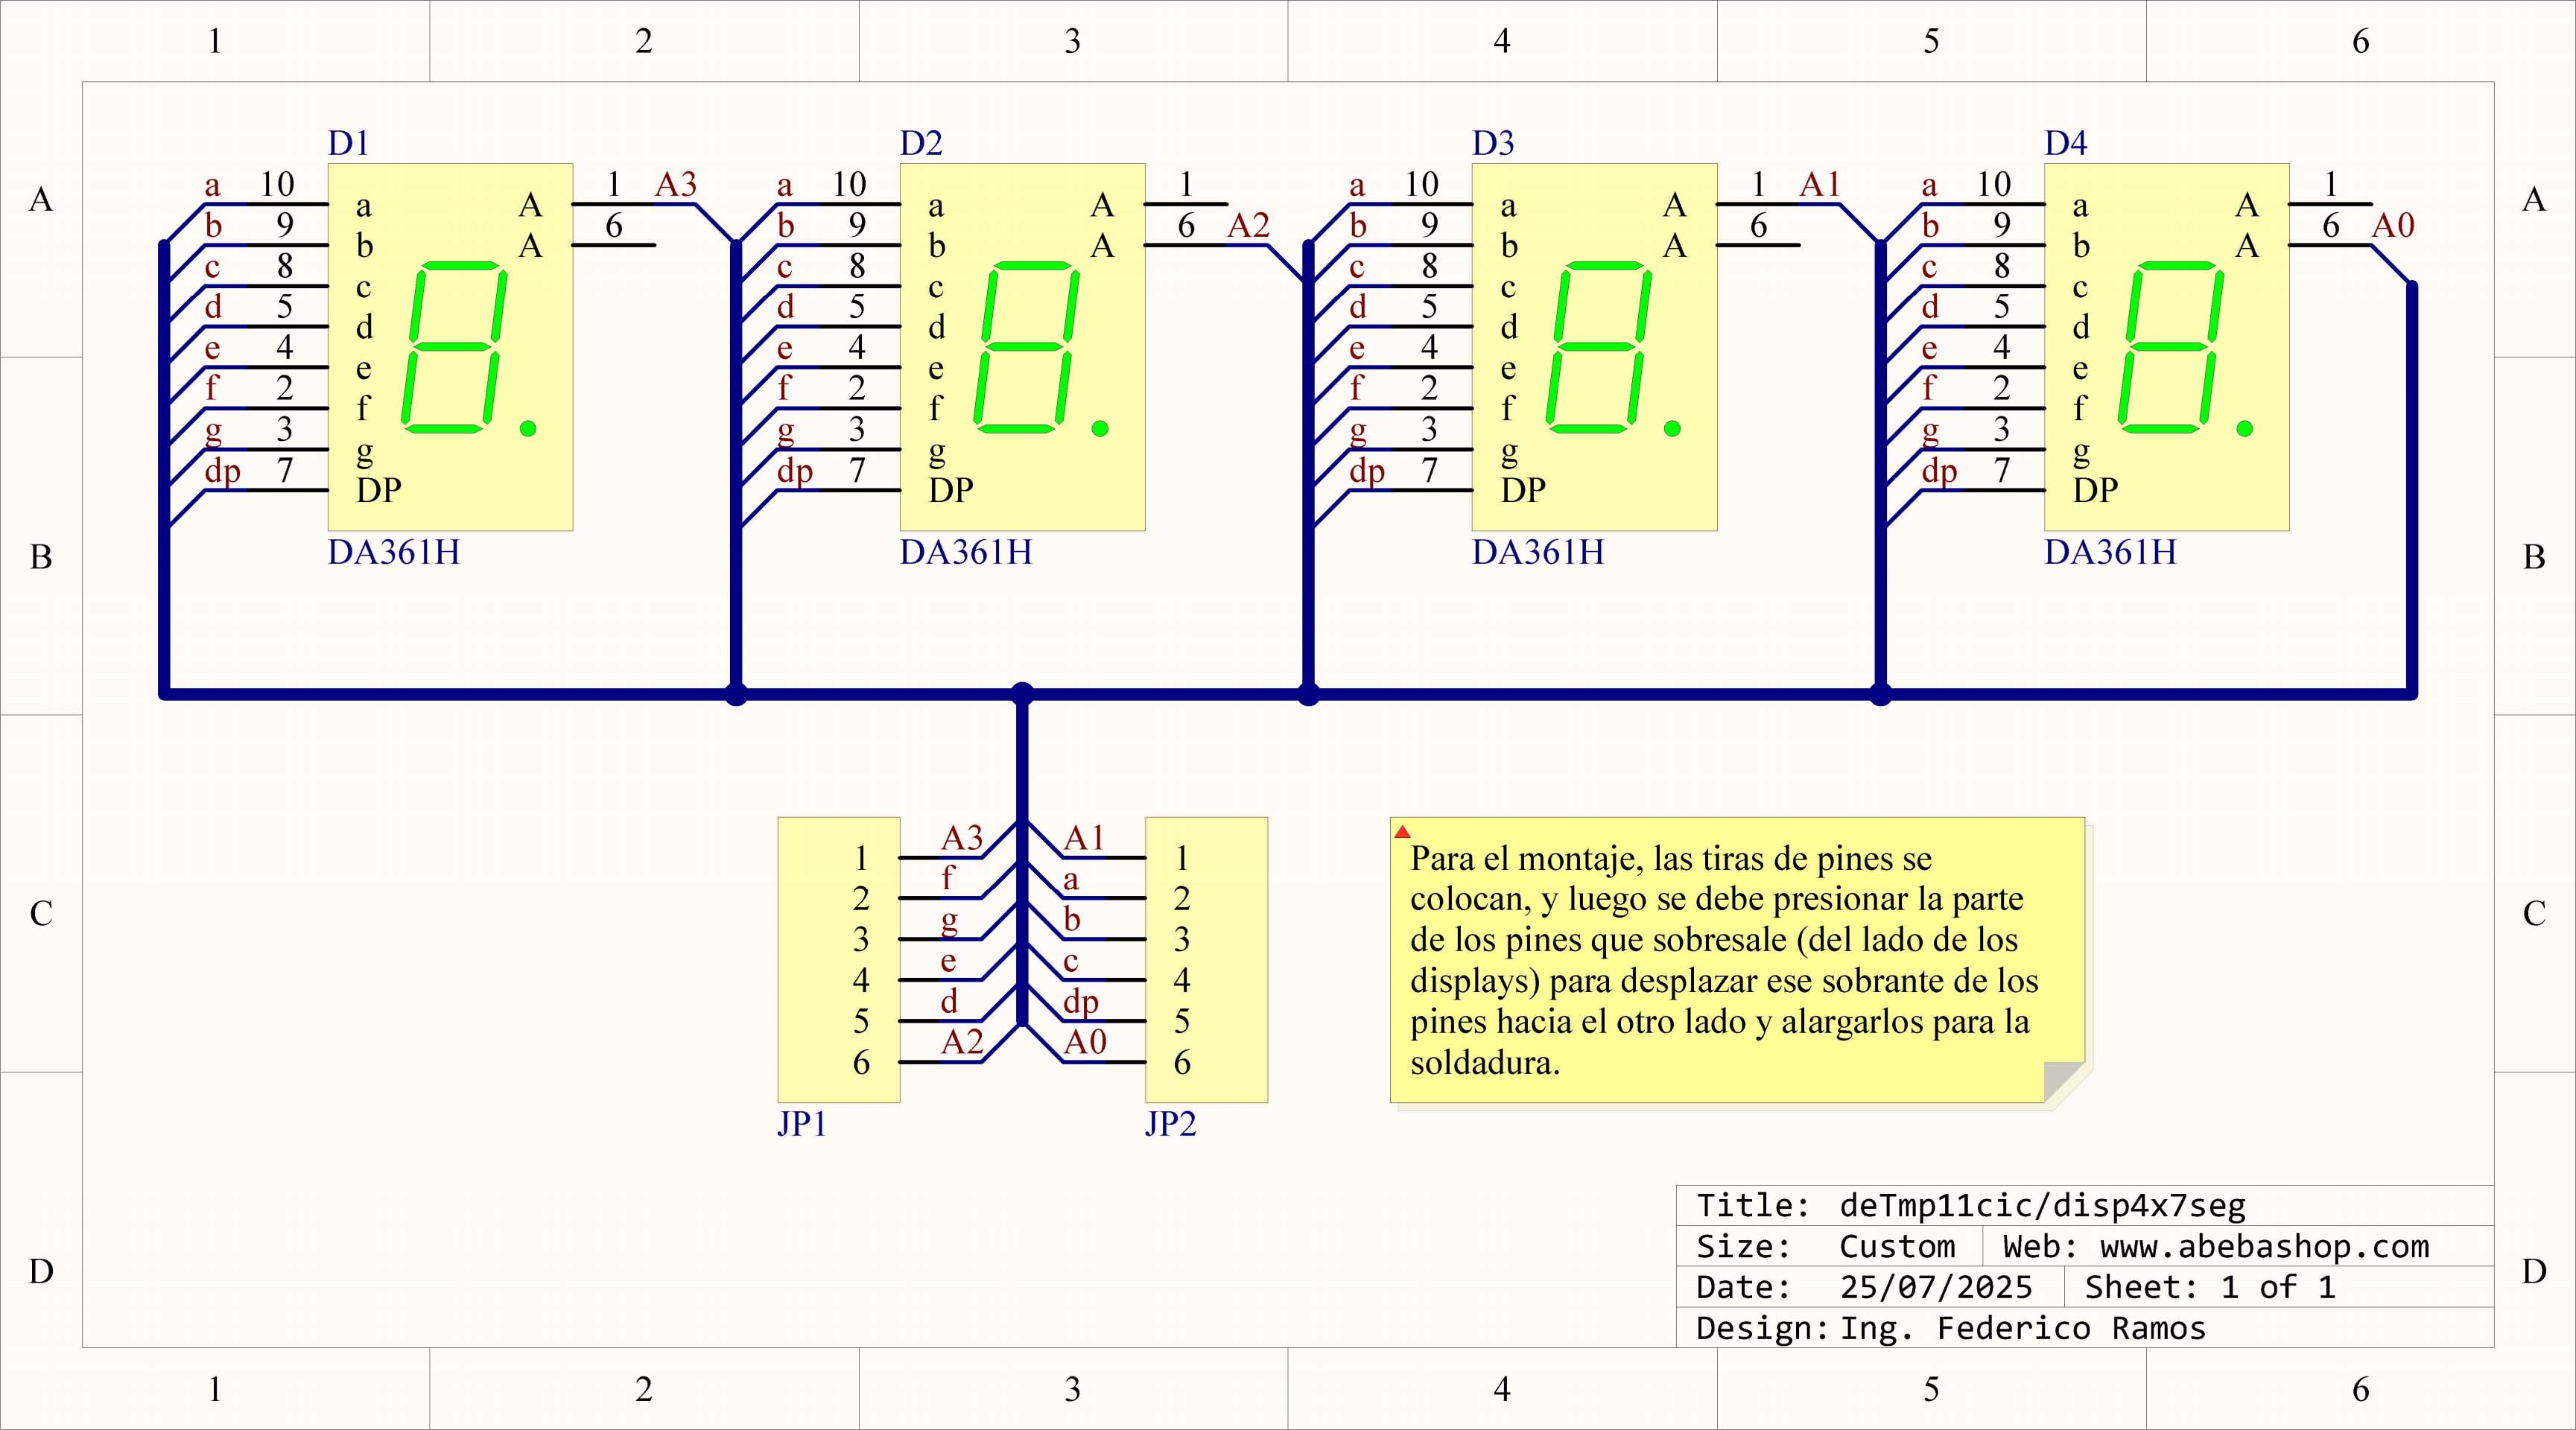 1 2 3 4 5 6
D1 D2 D3 D4
A A
a 10 a A 1 A3 a 10 a A 1 a 10 a A 1 A1 a 10 a A 1
b 9 b A 6 b 9 b A 6 A2 b 9 b A 6 b 9 b A 6 A0
c 8 c c 8 c c 8 c c 8 c
d 5 d d 5 d d 5 d d 5 d
e 4 e e 4 e e 4 e e 4 e
f 2 f f 2 f f 2 f f 2 f
g 3 g g 3 g g 3 g g 3 g
dp 7 DP dp 7 DP dp 7 DP dp 7 DP
DA361H DA361H DA361H DA361H
B B
1 A3 A1 1
2 f a 2
3 g b 3
4 e c 4
5 d dp 5
6 A2 A0 6
JP1 JP2
Para el montaje, las tiras de pines se
colocan, y luego se debe presionar la parte
de los pines que sobresale (del lado de los
displays) para desplazar ese sobrante de los
pines hacia el otro lado y alargarlos para la
soldadura.
C C
Title: deTmp11cic/disp4x7seg
Size: Custom Web: www.abebashop.com
Date: 25/07/2025 Sheet: 1 of 1
Design: Ing. Federico Ramos
D D
1 2 3 4 5 6